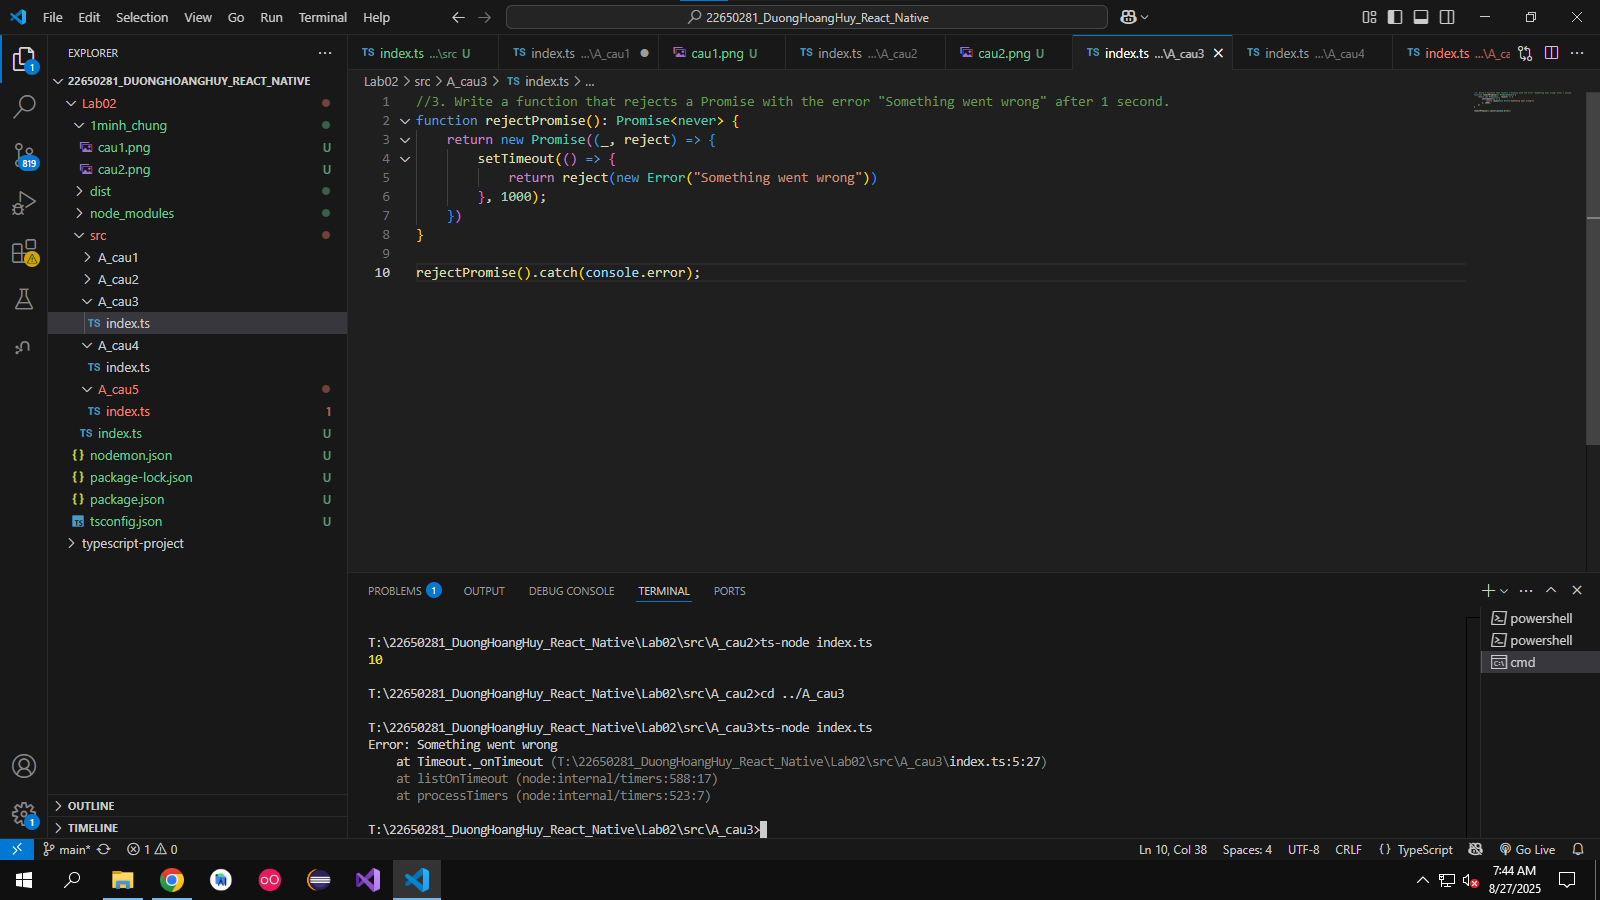 File Edit Selection View Go Run Terminal Help
22650281_DuongHoangHuy_React_Native
EXPLORER
22650281_DUONGHOANGHUY_REACT_NATIVE
Lab02
1minh_chung
cau1.png U
cau2.png U
dist
node_modules
src
A_cau1
A_cau2
A_cau3
TS index.ts
A_cau4
TS index.ts
A_cau5
TS index.ts 1
TS index.ts U
{} nodemon.json U
{} package-lock.json U
{} package.json U
TS tsconfig.json U
typescript-project
OUTLINE
TIMELINE
1
819
1
TS index.ts ...\src U
TS index.ts ...\A_cau1
cau1.png U
TS index.ts ...\A_cau2
cau2.png U
TS index.ts ...\A_cau3
TS index.ts ...\A_cau4
TS index.ts ...\A_ca
Lab02 > src > A_cau3 > TS index.ts > ...
1 //3. Write a function that rejects a Promise with the error "Something went wrong" after 1 second.
2 function rejectPromise(): Promise<never> {
3 return new Promise((_, reject) => {
4 setTimeout(() => {
5 return reject(new Error("Something went wrong"))
6 }, 1000);
7 })
8 }
9
10 rejectPromise().catch(console.error);
PROBLEMS 1 OUTPUT DEBUG CONSOLE TERMINAL PORTS
T:\22650281_DuongHoangHuy_React_Native\Lab02\src\A_cau2>ts-node index.ts
10
T:\22650281_DuongHoangHuy_React_Native\Lab02\src\A_cau2>cd ../A_cau3
T:\22650281_DuongHoangHuy_React_Native\Lab02\src\A_cau3>ts-node index.ts
Error: Something went wrong
at Timeout._onTimeout (T:\22650281_DuongHoangHuy_React_Native\Lab02\src\A_cau3\index.ts:5:27)
at listOnTimeout (node:internal/timers:588:17)
at processTimers (node:internal/timers:523:7)
T:\22650281_DuongHoangHuy_React_Native\Lab02\src\A_cau3>
powershell
powershell
cmd
main* 1 0
Ln 10, Col 38 Spaces: 4 UTF-8 CRLF {} TypeScript Go Live
7:44 AM
8/27/2025